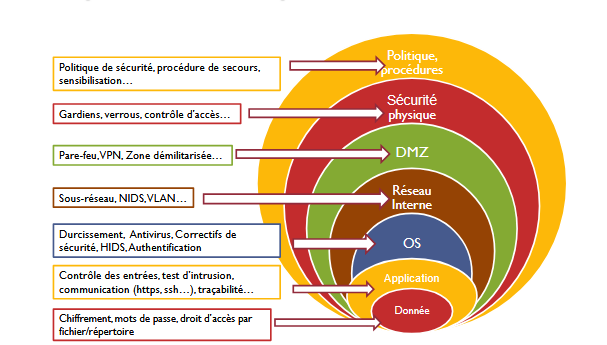 Politique de sécurité, procédure de secours,
sensibilisation…
Gardiens, verrous, contrôle d'accès…
Pare-feu, VPN, Zone démilitarisée…
Sous-réseau, NIDS, VLAN…
Durcissement, Antivirus, Correctifs de
sécurité, HIDS, Authentification
Contrôle des entrées, test d'intrusion,
communication (https, ssh…), traçabilité…
Chiffrement, mots de passe, droit d'accès par
fichier/répertoire
Politique,
procédures
Sécurité
physique
DMZ
Réseau
Interne
OS
Application
Donnée